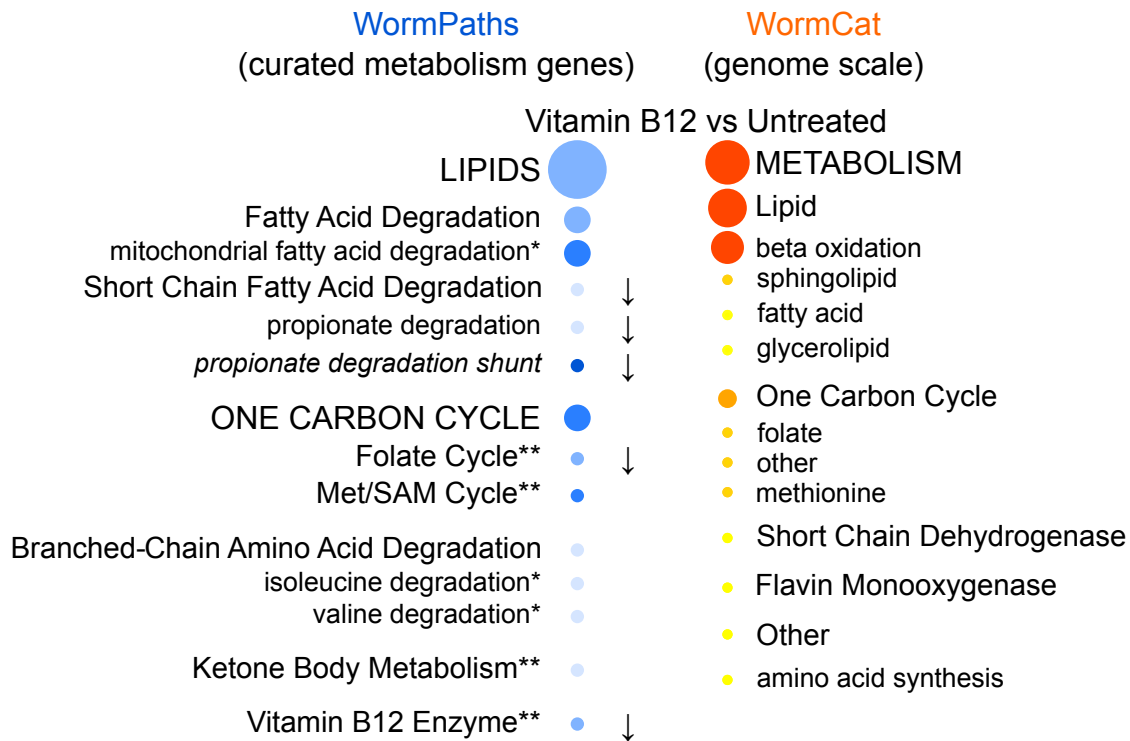 WormPaths
(curated metabolism genes)
WormCat
(genome scale)
Vitamin B12 vs Untreated
LIPIDS
Fatty Acid Degradation
mitochondrial fatty acid degradation*
Short Chain Fatty Acid Degradation ↓
propionate degradation ↓
propionate degradation shunt ↓
ONE CARBON CYCLE
Folate Cycle** ↓
Met/SAM Cycle**
Branched-Chain Amino Acid Degradation
isoleucine degradation*
valine degradation*
Ketone Body Metabolism**
Vitamin B12 Enzyme** ↓
METABOLISM
Lipid
beta oxidation
sphingolipid
fatty acid
glycerolipid
One Carbon Cycle
folate
other
methionine
Short Chain Dehydrogenase
Flavin Monooxygenase
Other
amino acid synthesis